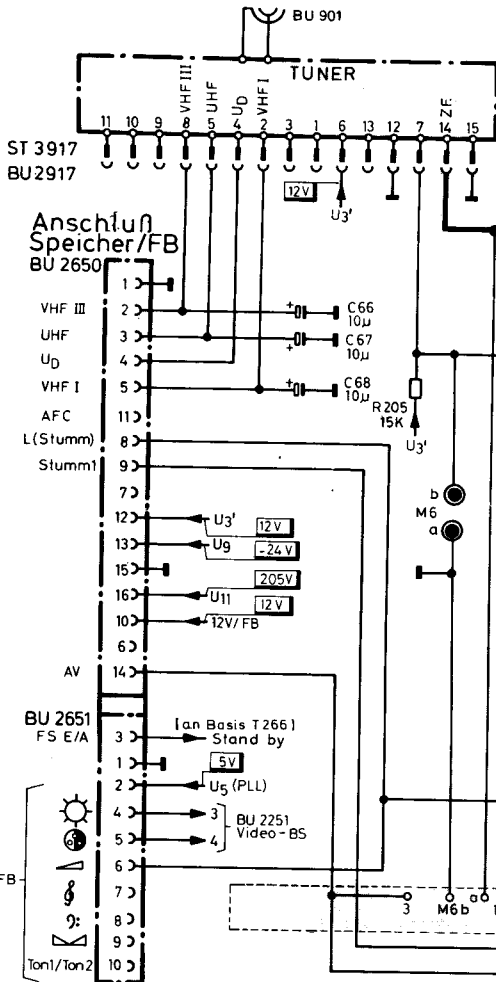 BU 901
TUNER
VHF III
UHF
UD
VHF I
ZF
11 10 9 8 5 4 2 3 1 6 13 12 7 14 15
ST 3917
BU 2917
12V
U3'
Anschluß
Speicher/FB
BU 2650
1
VHF III 2
+ C66
10µ
UHF 3
+ C67
10µ
UD 4
VHF I 5
+ C68
10µ
R 205
15K
U3'
AFC 11
L(Stumm) 8
Stumm1 9
7
b
M6
a
12 U3' 12V
13 U9 -24V
15
16 U11 205V
10 12V/FB 12V
6
AV 14
BU 2651
FS E/A 3 [an Basis T266]
Stand by
1
5V
2 U5 (PLL)
4 3
BU 2251
Video-BS
5 4
FB
6
7
8
9
Ton1/Ton2 10
3 M6 b a 1